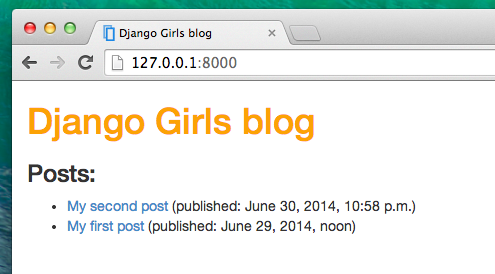 Django Girls blog
127.0.0.1:8000
Django Girls blog
Posts:
My second post (published: June 30, 2014, 10:58 p.m.)
My first post (published: June 29, 2014, noon)